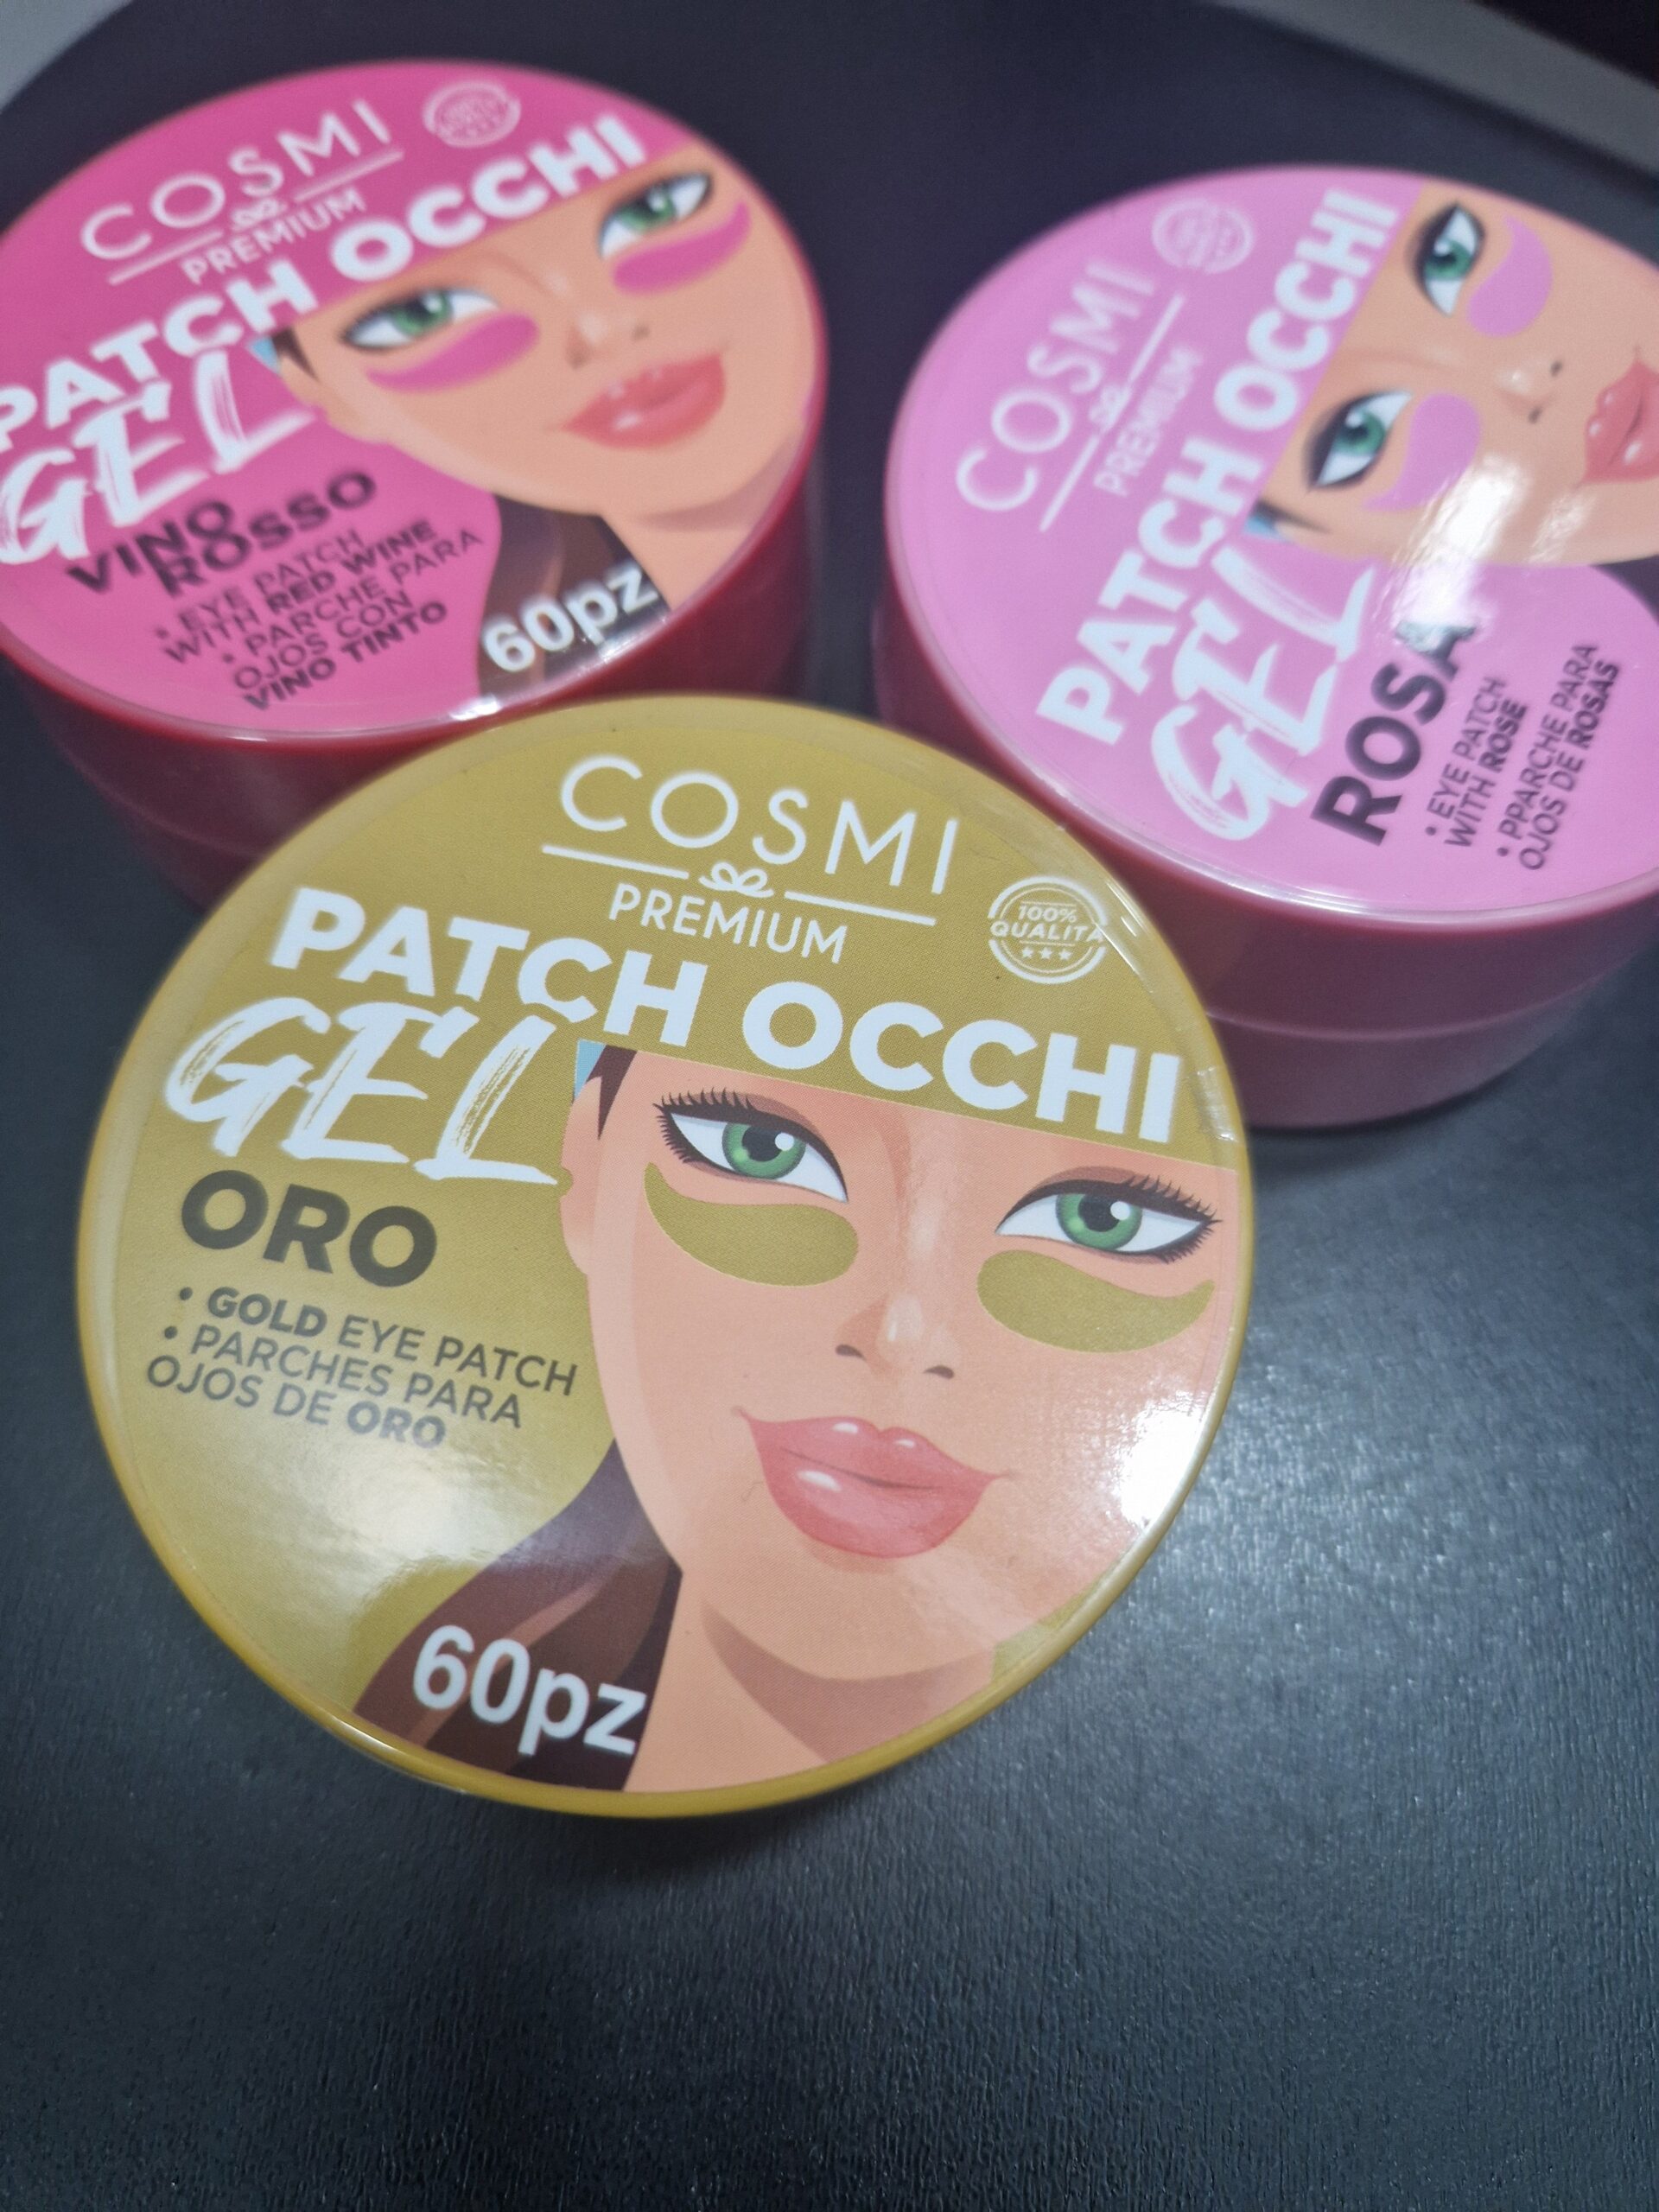 COSMI
PREMIUM
PATCH OCCHI
GEL
VINO
ROSSO
• EYE PATCH
WITH RED WINE
• PARCHE PARA
OJOS CON
VINO TINTO
60pz
COSMI
PREMIUM
PATCH OCCHI
GEL
ROSA
• EYE PATCH
WITH ROSE
• PPARCHE PARA
OJOS DE ROSAS
COSMI
PREMIUM
100%
QUALITÀ
PATCH OCCHI
GEL
ORO
• GOLD EYE PATCH
• PARCHES PARA
OJOS DE ORO
60pz